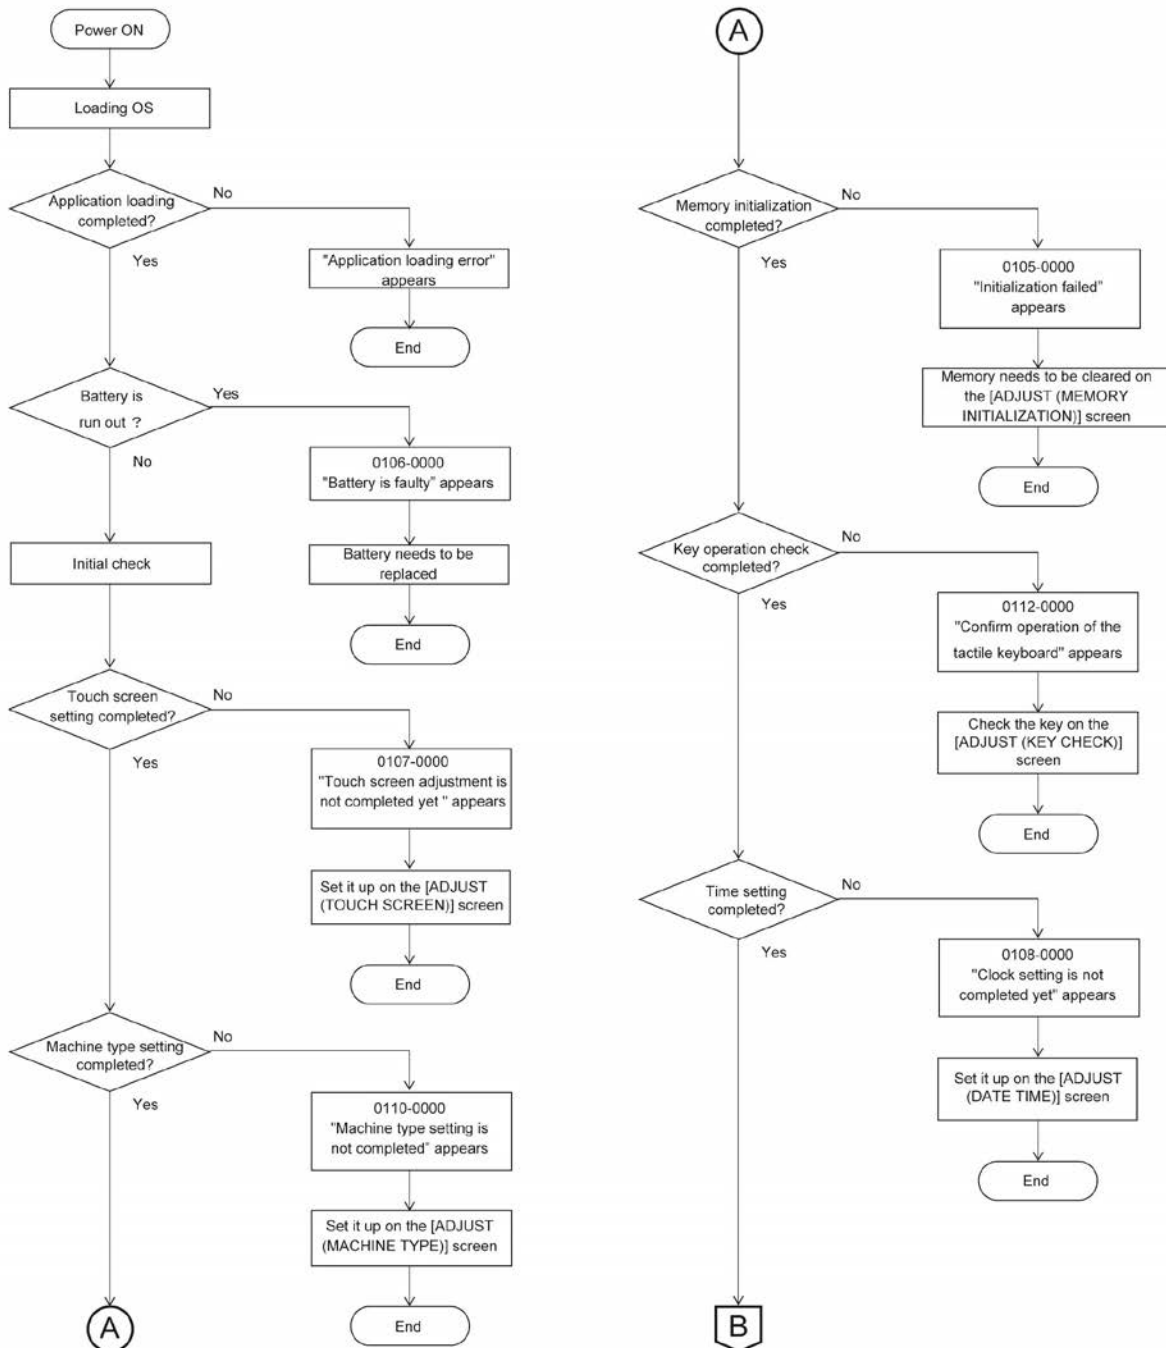 Power ON
Loading OS
Application loading
completed?
No
Yes
"Application loading error"
appears
End
Battery is
run out ?
Yes
No
0106-0000
"Battery is faulty" appears
Battery needs to be
replaced
End
Initial check
Touch screen
setting completed?
No
Yes
0107-0000
"Touch screen adjustment is
not completed yet " appears
Set it up on the [ADJUST
(TOUCH SCREEN)] screen
End
Machine type setting
completed?
No
Yes
0110-0000
"Machine type setting is
not completed" appears
Set it up on the [ADJUST
(MACHINE TYPE)] screen
End
A
A
Memory initialization
completed?
No
Yes
0105-0000
"Initialization failed"
appears
Memory needs to be cleared on
the [ADJUST (MEMORY
INITIALIZATION)] screen
End
Key operation check
completed?
No
Yes
0112-0000
"Confirm operation of the
tactile keyboard" appears
Check the key on the
[ADJUST (KEY CHECK)]
screen
End
Time setting
completed?
No
Yes
0108-0000
"Clock setting is not
completed yet" appears
Set it up on the [ADJUST
(DATE TIME)] screen
End
B